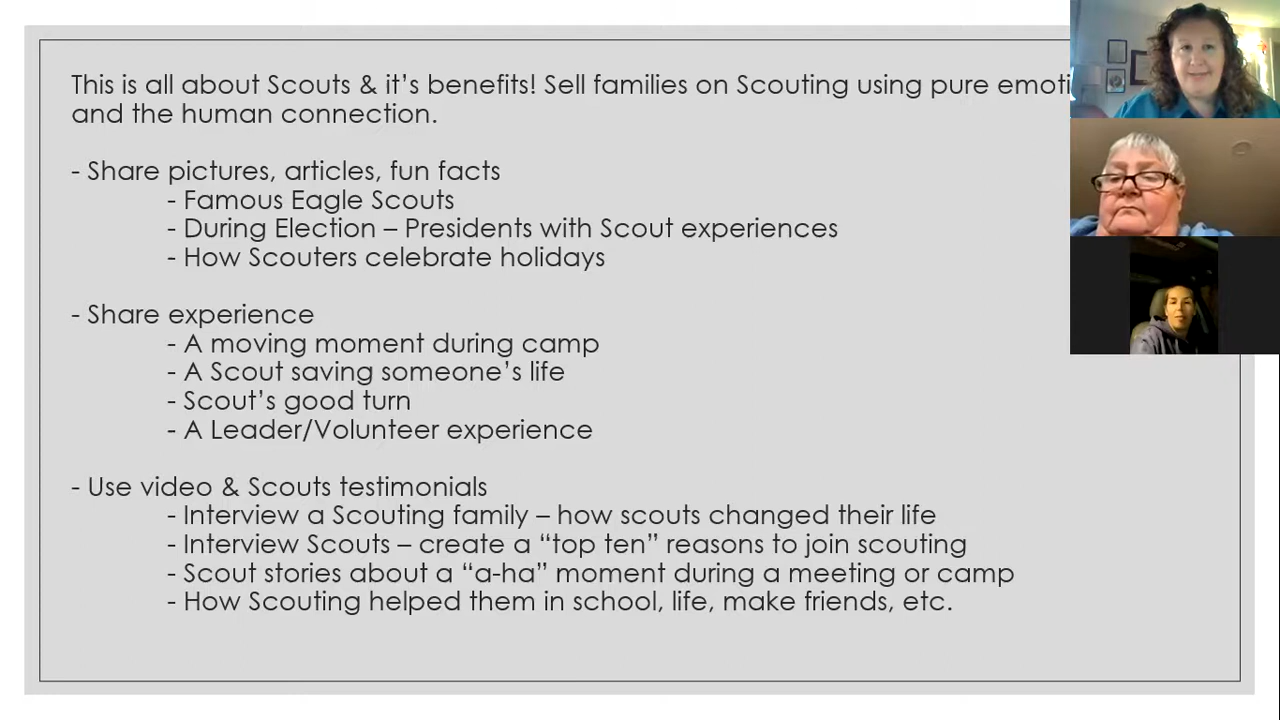 This is all about Scouts & it’s benefits! Sell families on Scouting using pure
and the human connection.
- Share pictures, articles, fun facts
- Famous Eagle Scouts
- During Election – Presidents with Scout experiences
- How Scouters celebrate holidays
- Share experience
- A moving moment during camp
- A Scout saving someone’s life
- Scout’s good turn
- A Leader/Volunteer experience
- Use video & Scouts testimonials
- Interview a Scouting family – how scouts changed their life
- Interview Scouts – create a “top ten” reasons to join scouting
- Scout stories about a “a-ha” moment during a meeting or camp
- How Scouting helped them in school, life, make friends, etc.